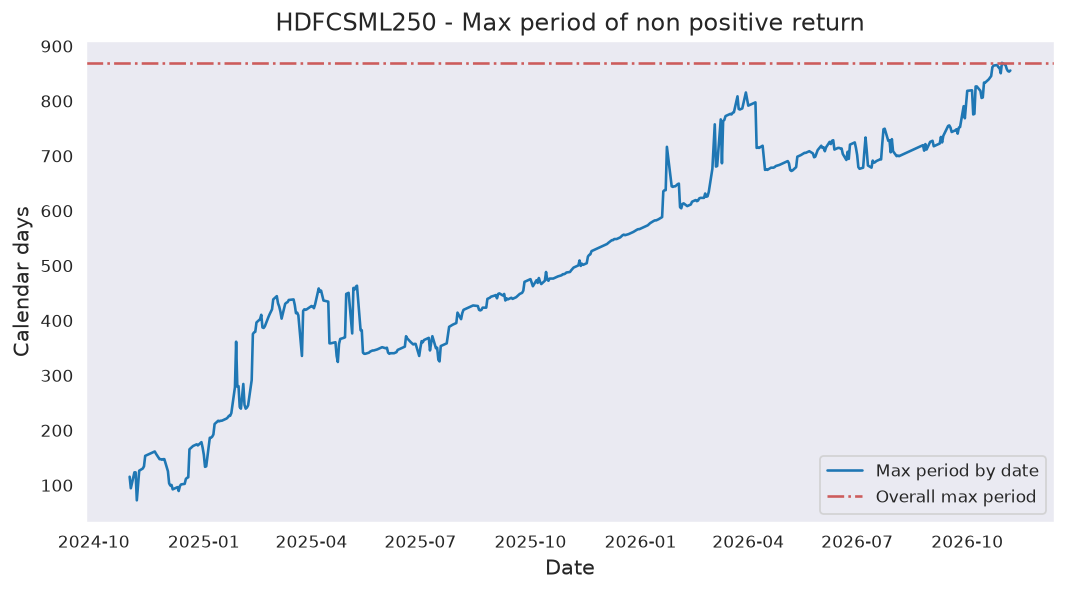 HDFCSML250 - Max period of non positive return
900
800
700
600
500
400
300
200
100
Calendar days
Max period by date
Overall max period
2024-10 2025-01 2025-04 2025-07 2025-10 2026-01 2026-04 2026-07 2026-10
Date